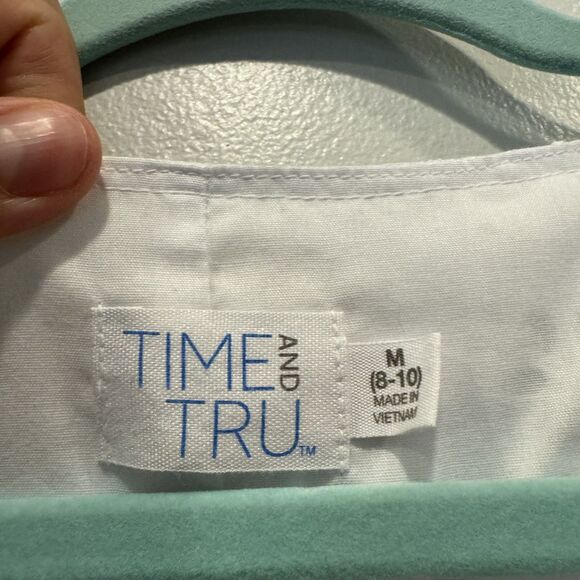 TIME AND
TRU™
M
(8-10)
MADE IN
VIETNAM